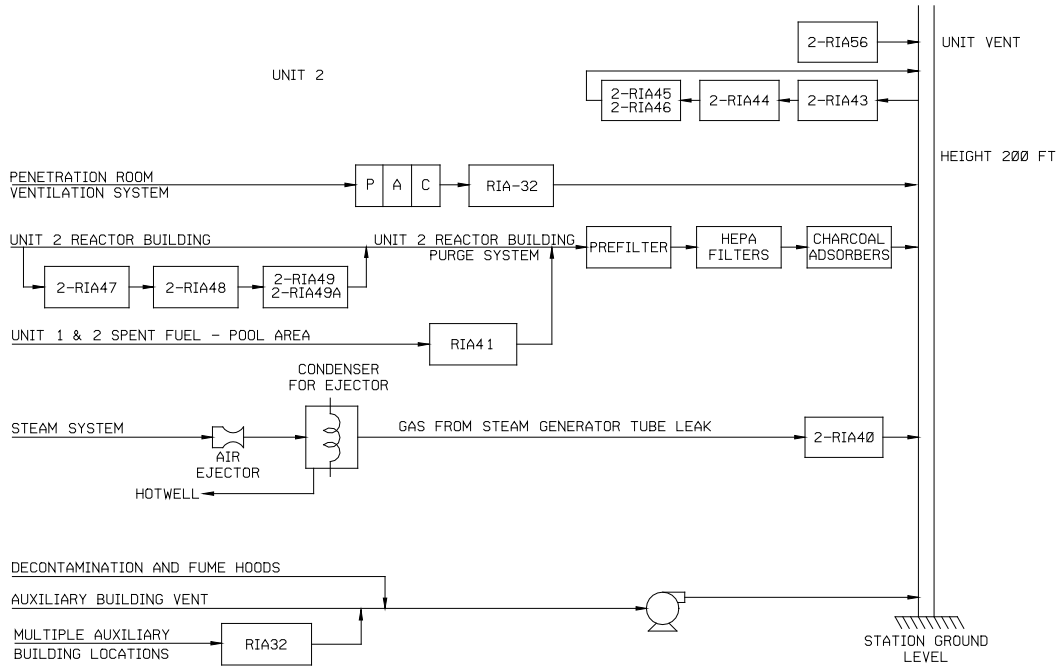 2-RIA56
UNIT VENT
UNIT 2
2-RIA45
2-RIA46
2-RIA44
2-RIA43
HEIGHT 200 FT
PENETRATION ROOM
VENTILATION SYSTEM
P A C
RIA-32
UNIT 2 REACTOR BUILDING
UNIT 2 REACTOR BUILDING
PURGE SYSTEM
PREFILTER
HEPA
FILTERS
CHARCOAL
ADSORBERS
2-RIA47
2-RIA48
2-RIA49
2-RIA49A
UNIT 1 & 2 SPENT FUEL - POOL AREA
RIA41
CONDENSER
FOR EJECTOR
STEAM SYSTEM
AIR
EJECTOR
GAS FROM STEAM GENERATOR TUBE LEAK
2-RIA40
HOTWELL
DECONTAMINATION AND FUME HOODS
AUXILIARY BUILDING VENT
MULTIPLE AUXILIARY
BUILDING LOCATIONS
RIA32
STATION GROUND
LEVEL